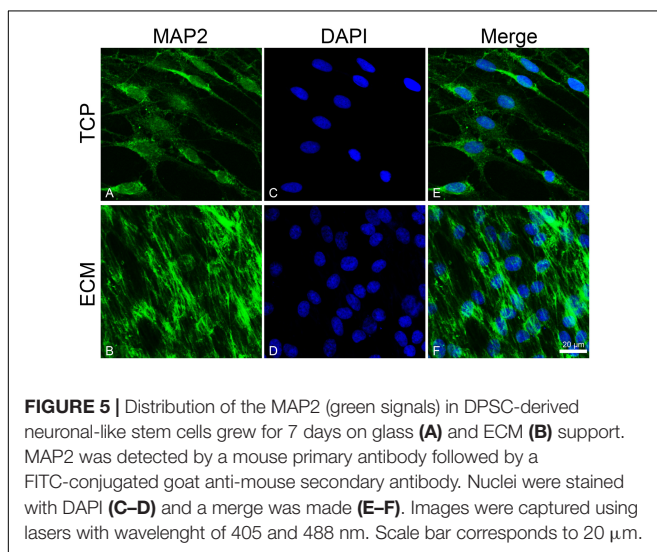 MAP2 DAPI Merge
TCP
A C E
ECM
B D F
20 μm
FIGURE 5 | Distribution of the MAP2 (green signals) in DPSC-derived
neuronal-like stem cells grew for 7 days on glass (A) and ECM (B) support.
MAP2 was detected by a mouse primary antibody followed by a
FITC-conjugated goat anti-mouse secondary antibody. Nuclei were stained
with DAPI (C–D) and a merge was made (E–F). Images were captured using
lasers with wavelenght of 405 and 488 nm. Scale bar corresponds to 20 μm.